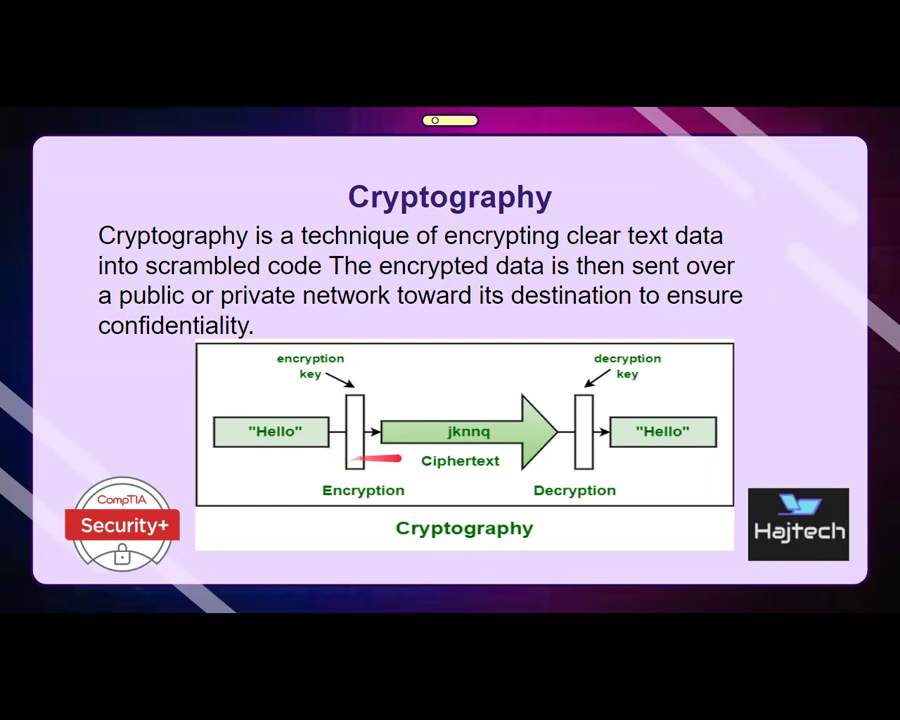 Cryptography
Cryptography is a technique of encrypting clear text data
into scrambled code The encrypted data is then sent over
a public or private network toward its destination to ensure
confidentiality.
encryption
key
decryption
key
"Hello"
jknnq
"Hello"
Ciphertext
Encryption
Decryption
Cryptography
CompTIA
Security+
Hajtech